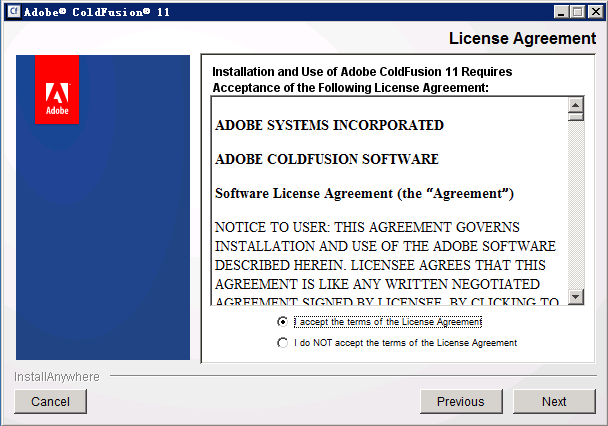 Adobe® ColdFusion® 11
License Agreement
Adobe
Installation and Use of Adobe ColdFusion 11 Requires
Acceptance of the Following License Agreement:
ADOBE SYSTEMS INCORPORATED
ADOBE COLDFUSION SOFTWARE
Software License Agreement (the “Agreement”)
NOTICE TO USER: THIS AGREEMENT GOVERNS
INSTALLATION AND USE OF THE ADOBE SOFTWARE
DESCRIBED HEREIN. LICENSEE AGREES THAT THIS
AGREEMENT IS LIKE ANY WRITTEN NEGOTIATED
AGREEMENT SIGNED BY LICENSEE. BY CLICKING TO
I accept the terms of the License Agreement
I do NOT accept the terms of the License Agreement
InstallAnywhere
Cancel
Previous
Next